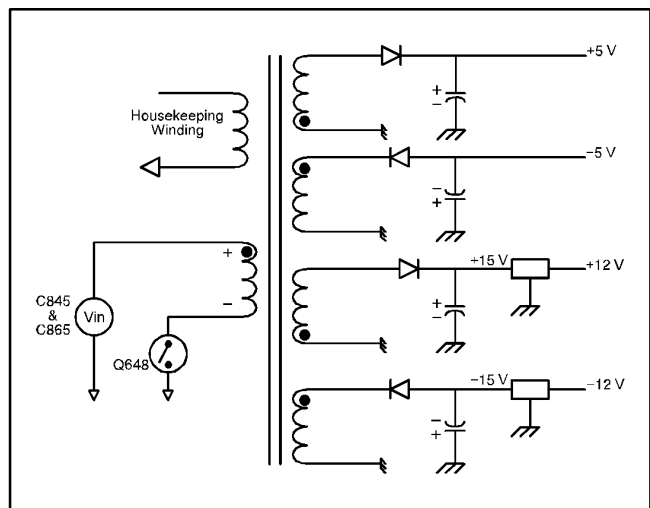 +5 V
+
−
Housekeeping
Winding
−5 V
−
+
+
−
C845
&
C865
Vin
Q648
+15 V
+12 V
+
−
−15 V
−12 V
−
+